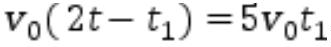 v₀( 2t − t₁ ) = 5v₀t₁